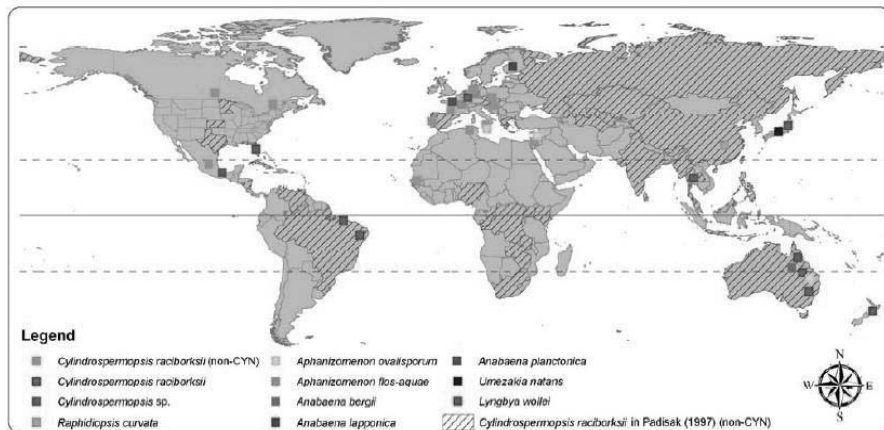 Legend
Cylindrospermopsis raciborksii (non-CYN)
Cylindrospermopsis raciborksii
Cylindrospermopsis sp.
Raphidiopsis curvata
Aphanizomenon ovalisporum
Aphanizomenon flos-aquae
Anabaena bergii
Anabaena lapponica
Anabaena planctonica
Umezakia natans
Lyngbya wollei
Cylindrospermopsis raciborksii in Padisak (1997) (non-CYN)
N
W E
S